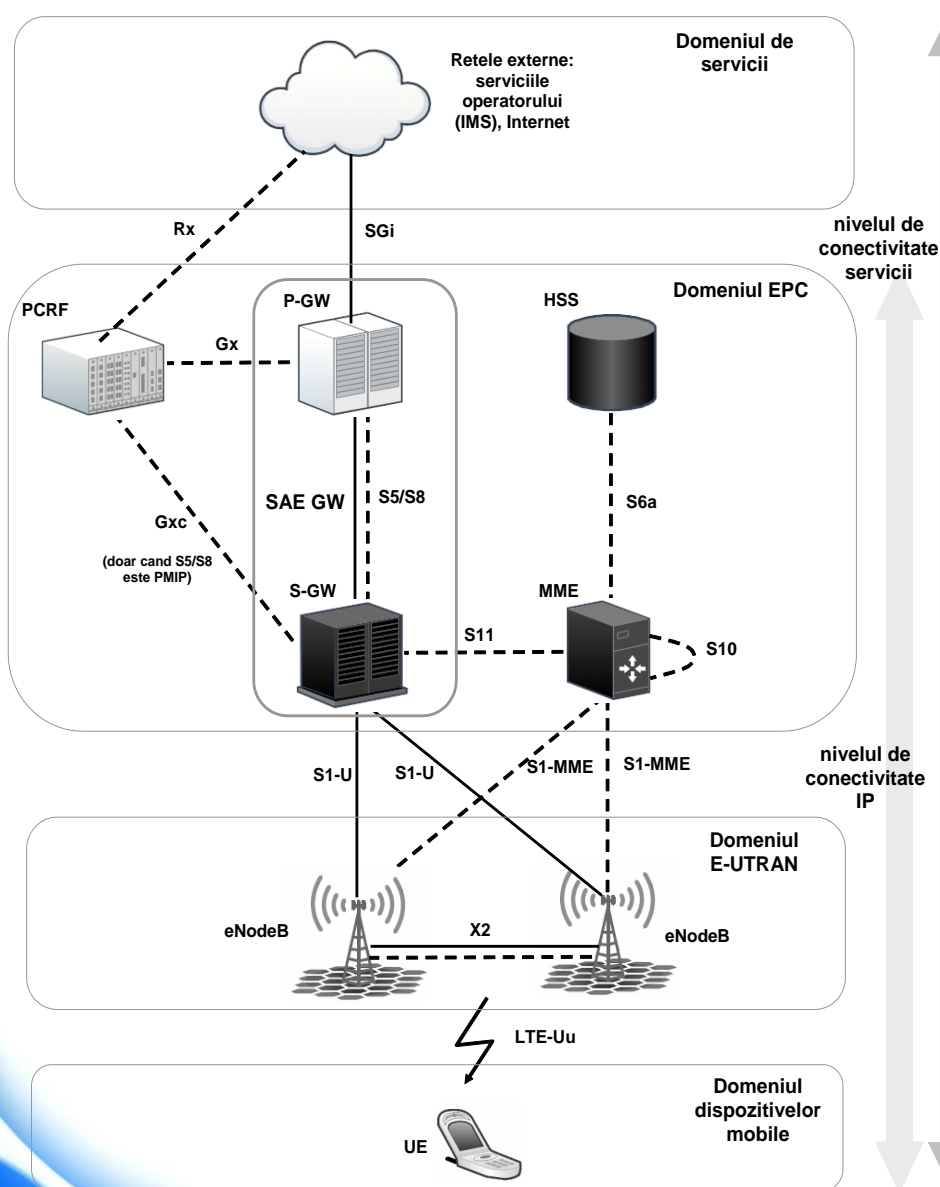 Domeniul de
servicii
Retele externe:
serviciile
operatorului
(IMS), Internet
Rx
SGi
nivelul de
conectivitate
servicii
Domeniul EPC
PCRF
P-GW
HSS
Gx
SAE GW
S5/S8
S6a
Gxc
(doar cand S5/S8
este PMIP)
S-GW
MME
S11
S10
S1-U
S1-U
S1-MME
S1-MME
nivelul de
conectivitate
IP
Domeniul
E-UTRAN
eNodeB
X2
eNodeB
LTE-Uu
Domeniul
dispozitivelor
mobile
UE